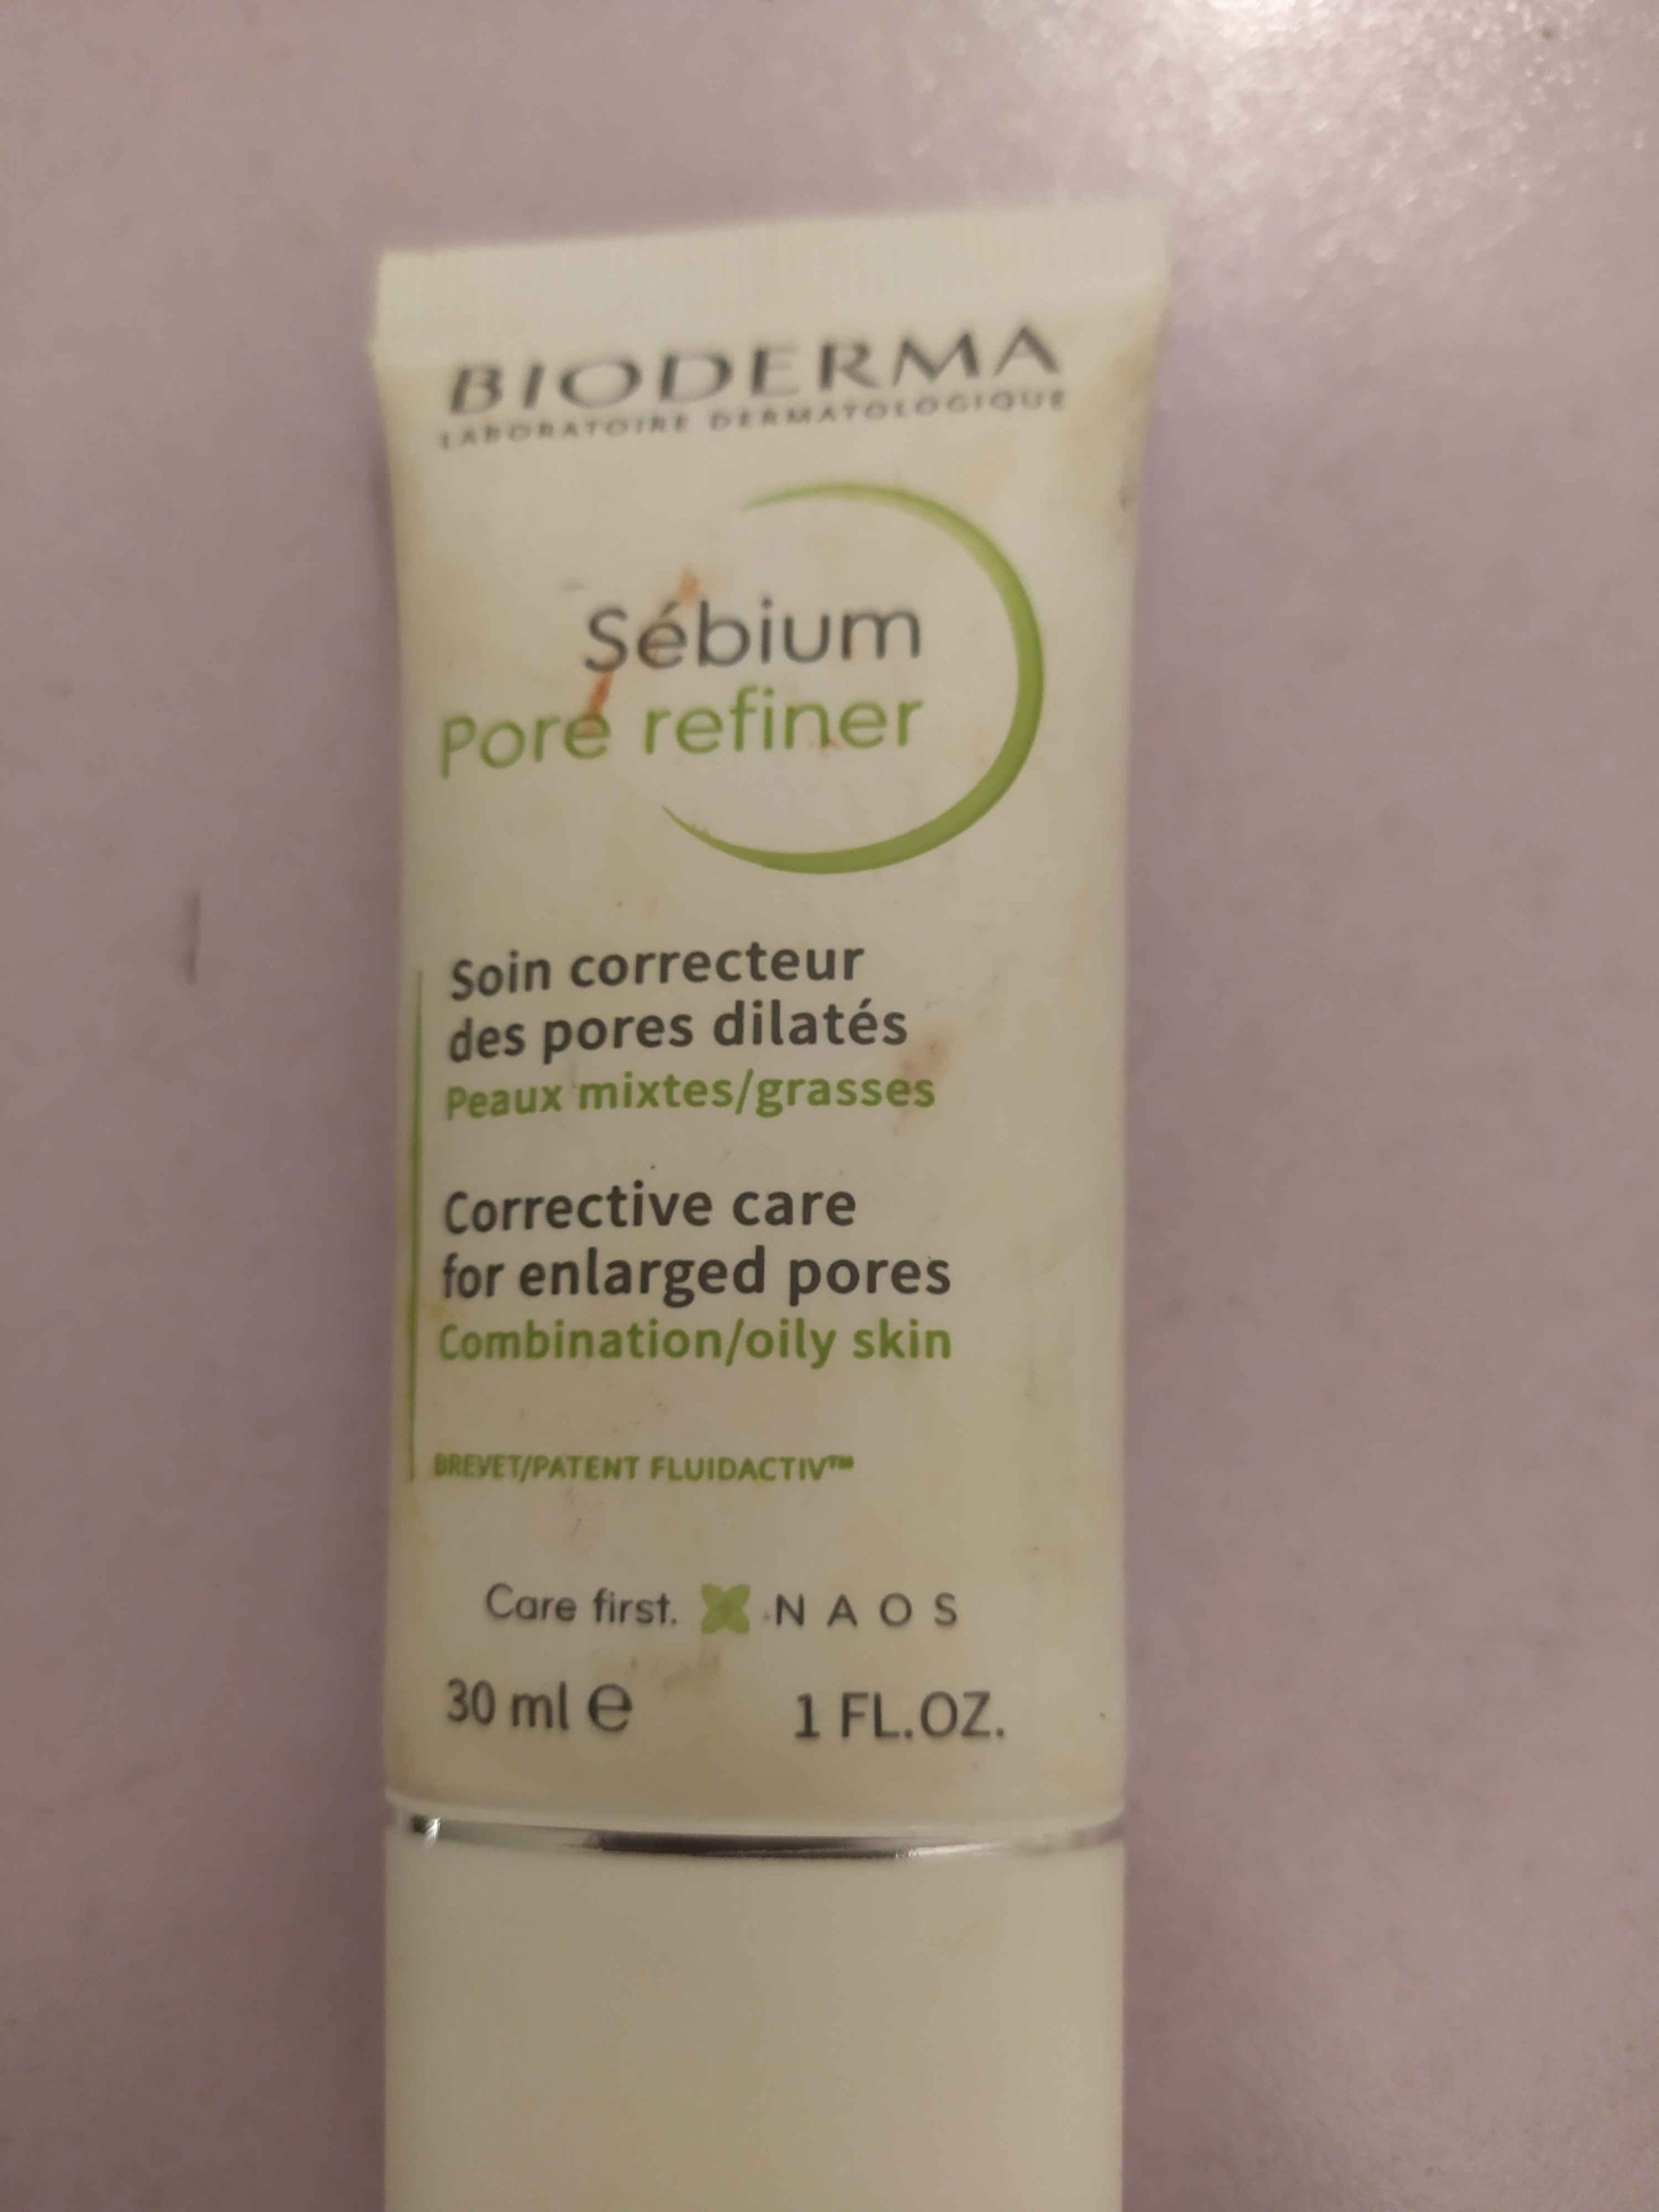 BIODERMA
LABORATOIRE DERMATOLOGIQUE
Sébium
Pore refiner
Soin correcteur
des pores dilatés
Peaux mixtes/grasses
Corrective care
for enlarged pores
Combination/oily skin
BREVET/PATENT FLUIDACTIV™
Care first. NAOS
30 ml e 1 FL.OZ.